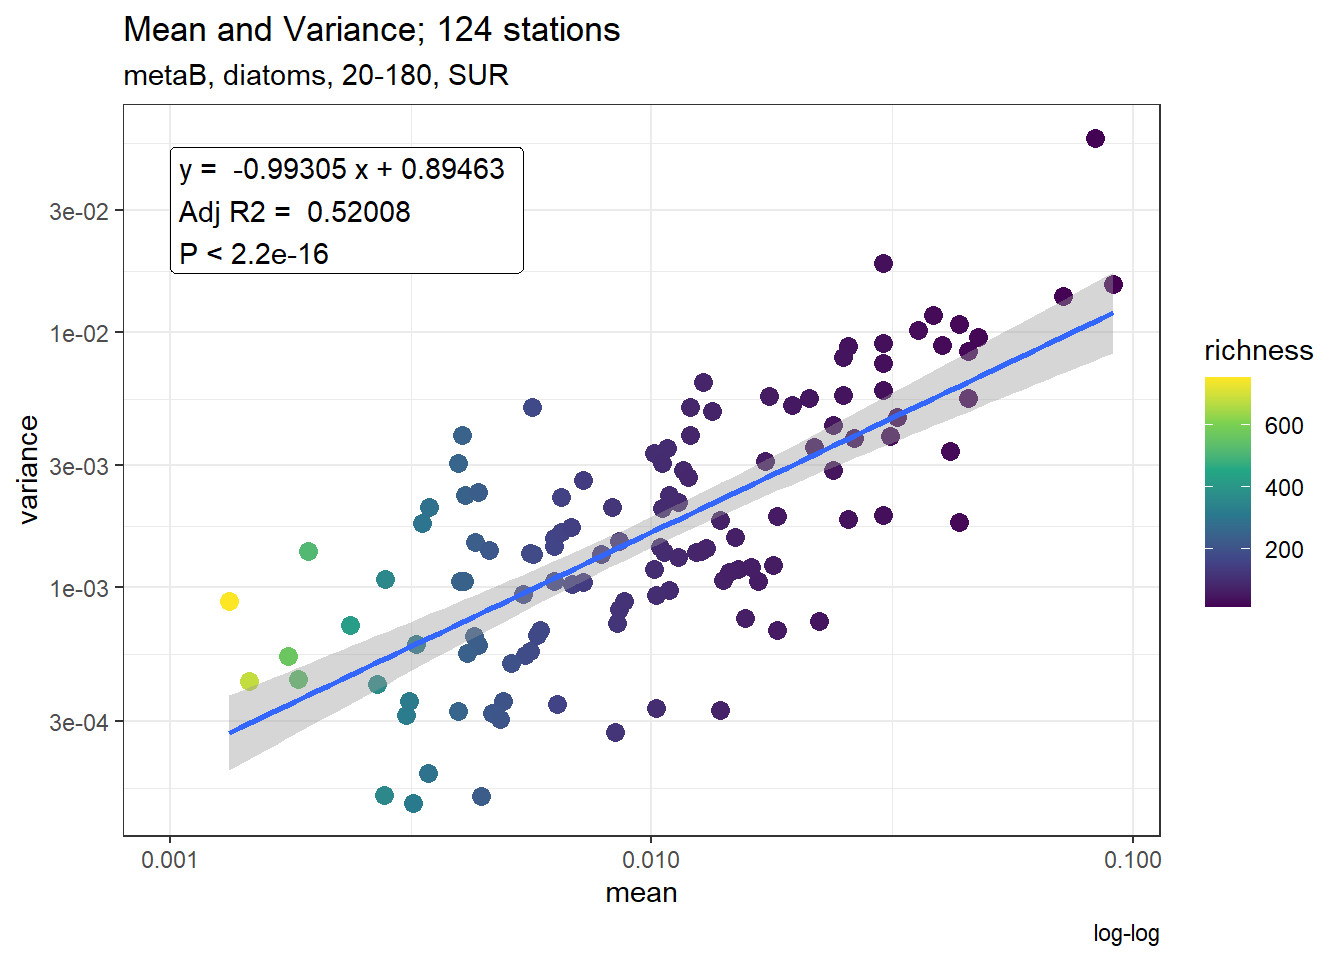 Mean and Variance; 124 stations
metaB, diatoms, 20-180, SUR
y =  -0.99305 x + 0.89463
Adj R2 =  0.52008
P < 2.2e-16
variance
3e-02
1e-02
3e-03
1e-03
3e-04
0.001
0.010
0.100
mean
log-log
richness
600
400
200